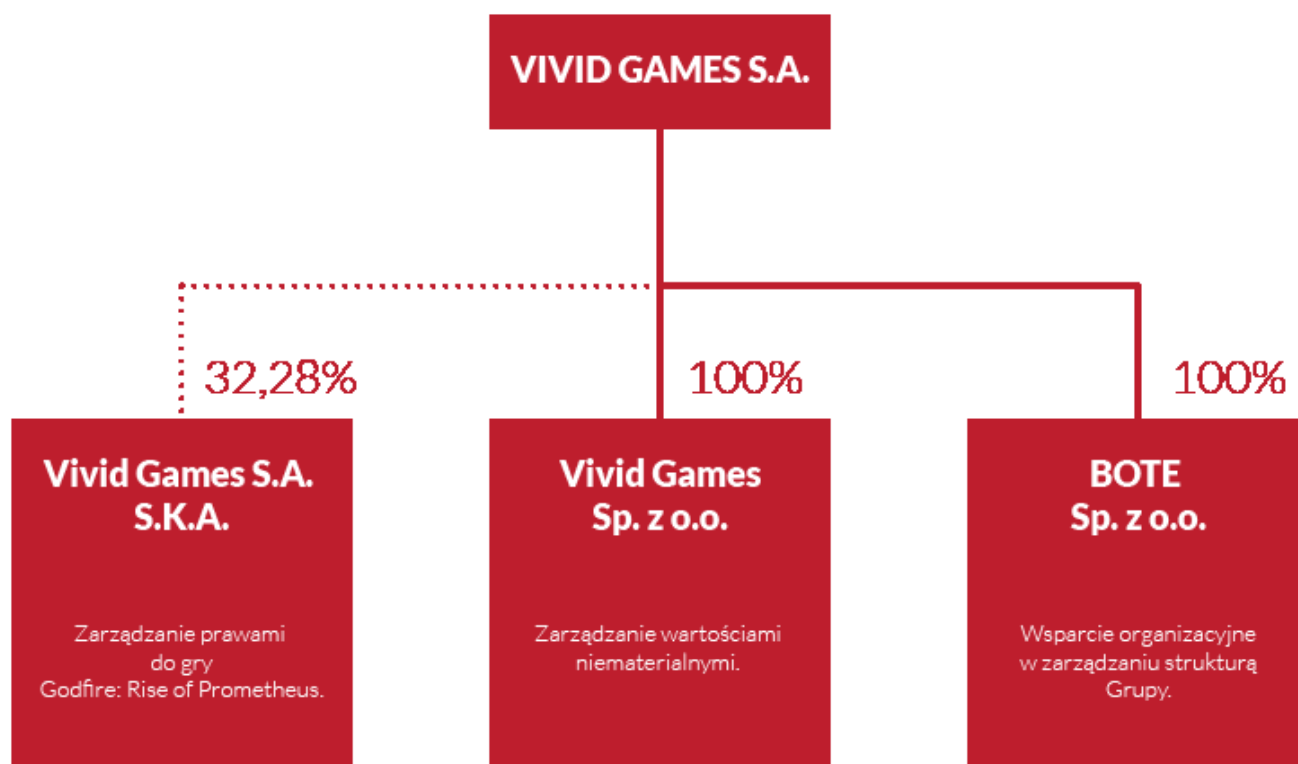 VIVID GAMES S.A.
32,28%
100%
100%
Vivid Games S.A.
S.K.A.
Zarządzanie prawami
do gry
Godfire: Rise of Prometheus.
Vivid Games
Sp. z o.o.
Zarządzanie wartościami
niematerialnymi.
BOTE
Sp. z o.o.
Wsparcie organizacyjne
w zarządzaniu strukturą
Grupy.